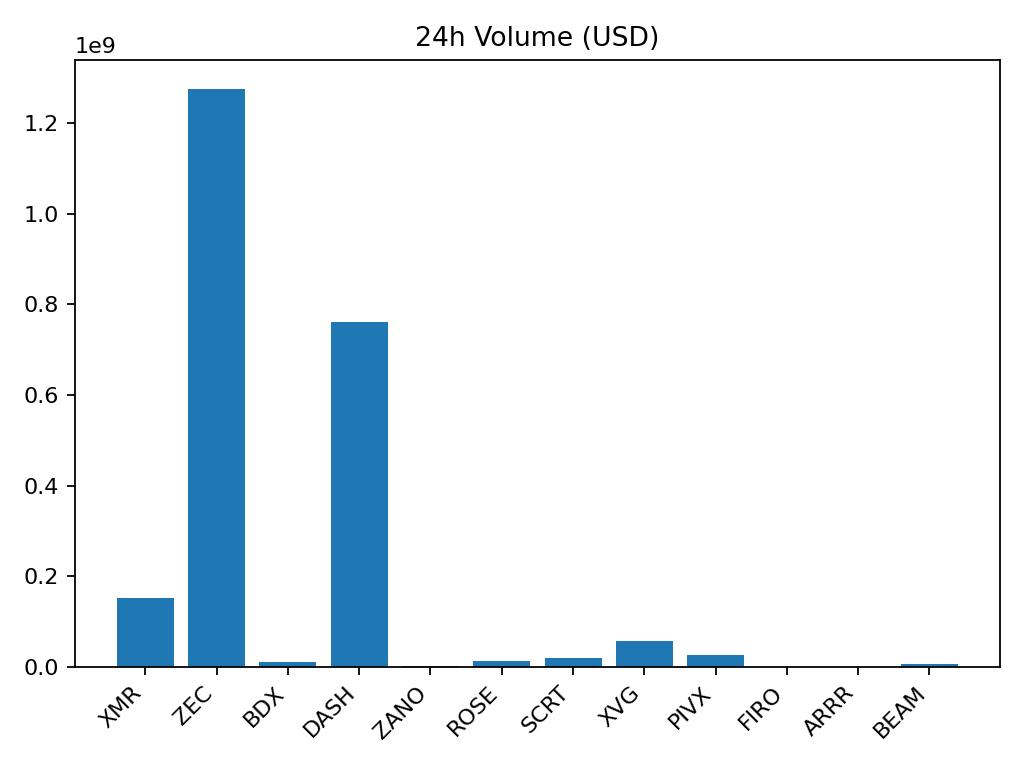 24h Volume (USD)
1e9
1.2
1.0
0.8
0.6
0.4
0.2
0.0
XMR
ZEC
BDX
DASH
ZANO
ROSE
SCRT
XVG
PIVX
FIRO
ARRR
BEAM